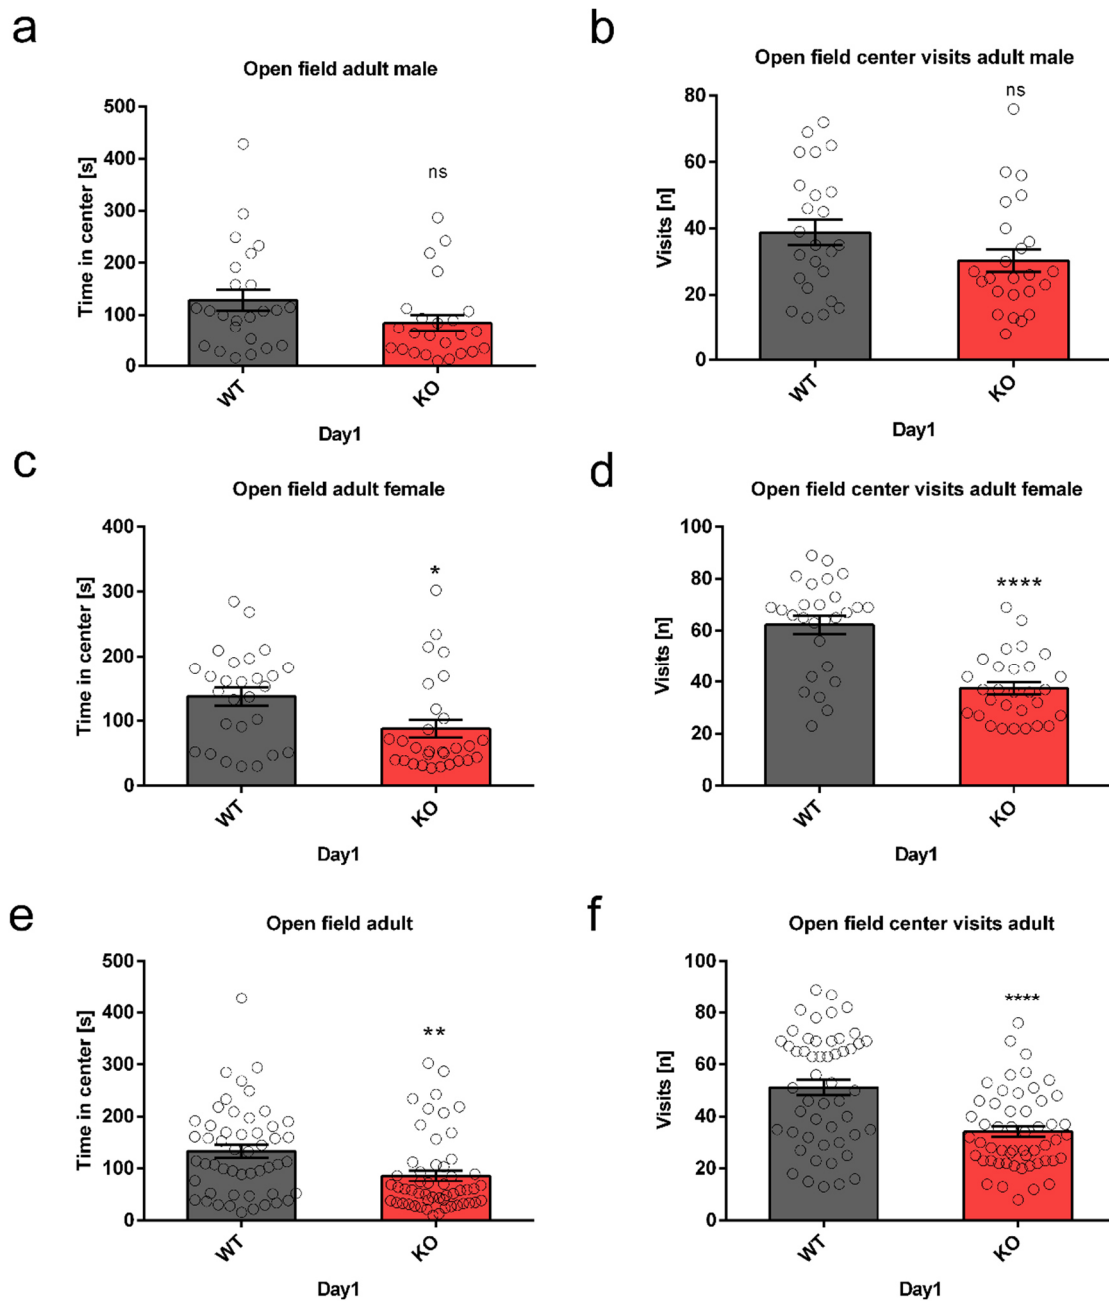 a
Open field adult male
Time in center [s]
500
400
300
200
100
0
ns
WT
KO
Day1
b
Open field center visits adult male
Visits [n]
80
60
40
20
0
ns
WT
KO
Day1
c
Open field adult female
Time in center [s]
400
300
200
100
0
*
WT
KO
Day1
d
Open field center visits adult female
Visits [n]
100
80
60
40
20
0
****
WT
KO
Day1
e
Open field adult
Time in center [s]
500
400
300
200
100
0
**
WT
KO
Day1
f
Open field center visits adult
Visits [n]
100
80
60
40
20
0
****
WT
KO
Day1